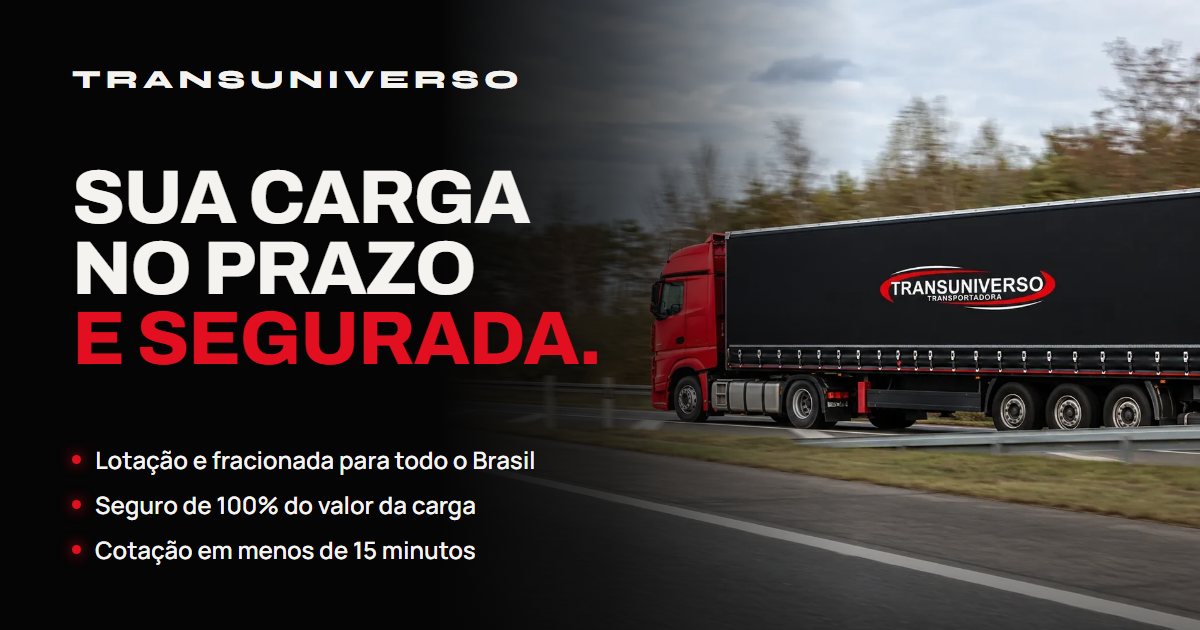 TRANSUNIVERSO
SUA CARGA
NO PRAZO
E SEGURADA.
Lotação e fracionada para todo o Brasil
Seguro de 100% do valor da carga
Cotação em menos de 15 minutos
TRANSUNIVERSO
TRANSPORTADORA